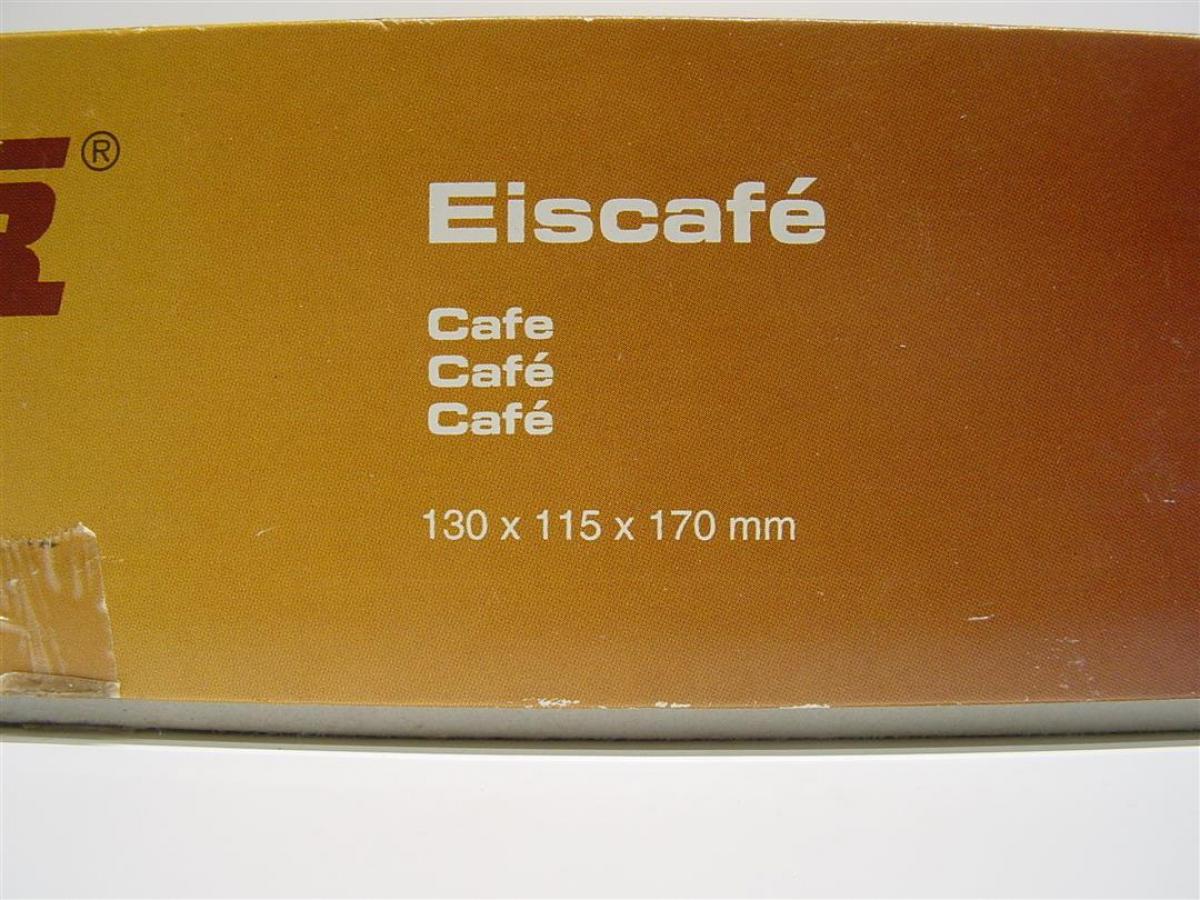 R®
Eiscafé
Cafe
Café
Café
130 x 115 x 170 mm